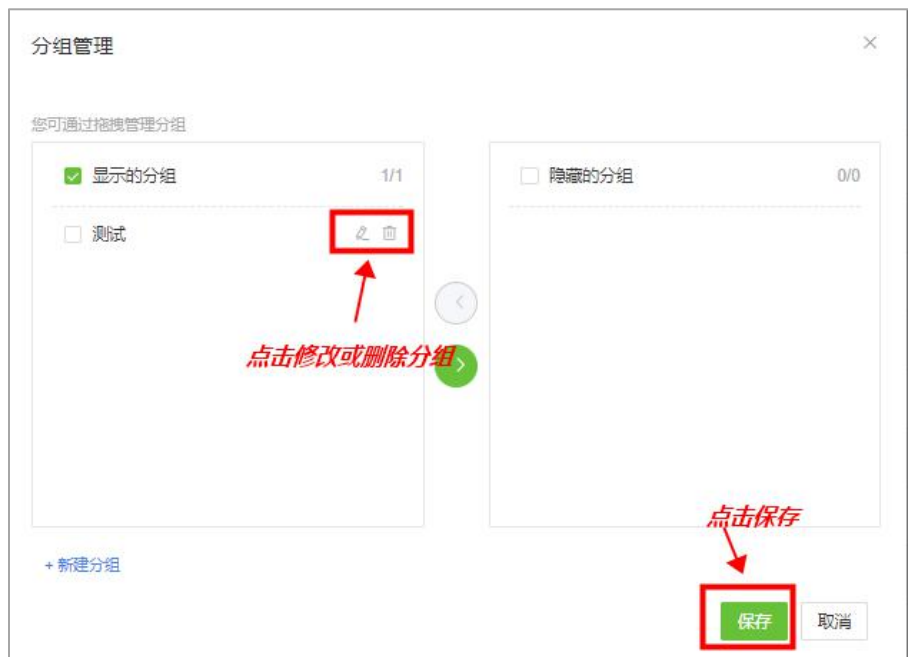 分组管理
您可通过拖拽管理分组
显示的分组 1/1
隐藏的分组 0/0
测试
点击修改或删除分组
点击保存
+ 新建分组
保存 取消